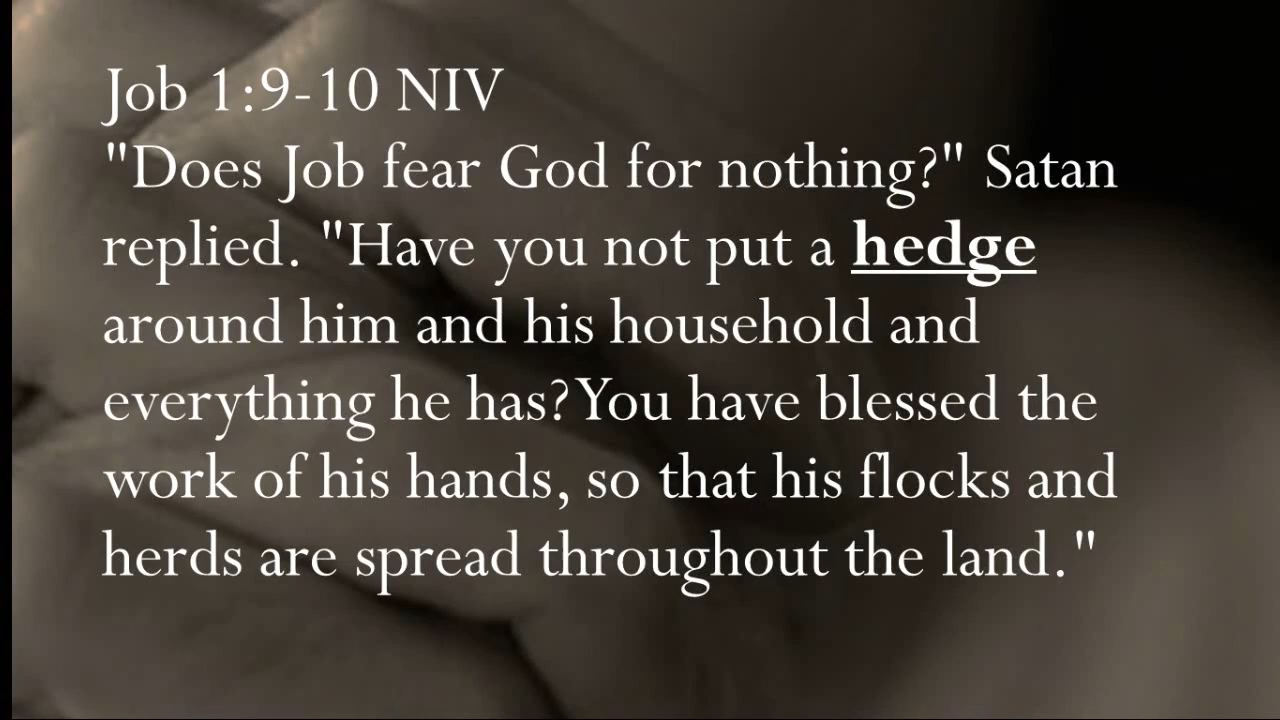 Job 1:9-10 NIV
"Does Job fear God for nothing?" Satan
replied. "Have you not put a hedge
around him and his household and
everything he has? You have blessed the
work of his hands, so that his flocks and
herds are spread throughout the land."